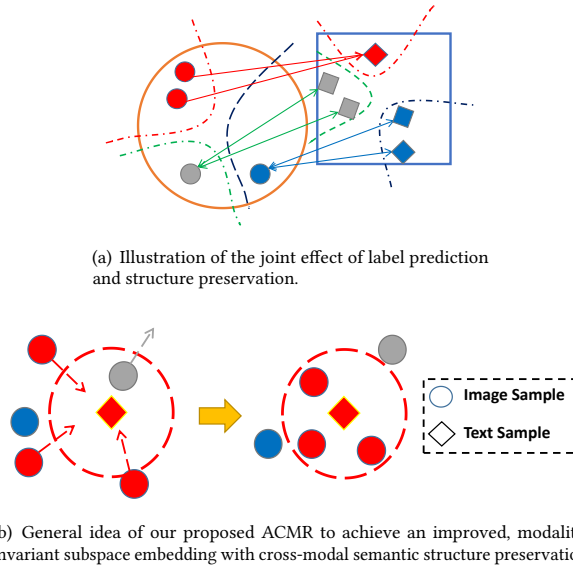 (a) Illustration of the joint effect of label prediction
and structure preservation.
Image Sample
Text Sample
b) General idea of our proposed ACMR to achieve an improved, modalit
nvariant subspace embedding with cross-modal semantic structure preservatio